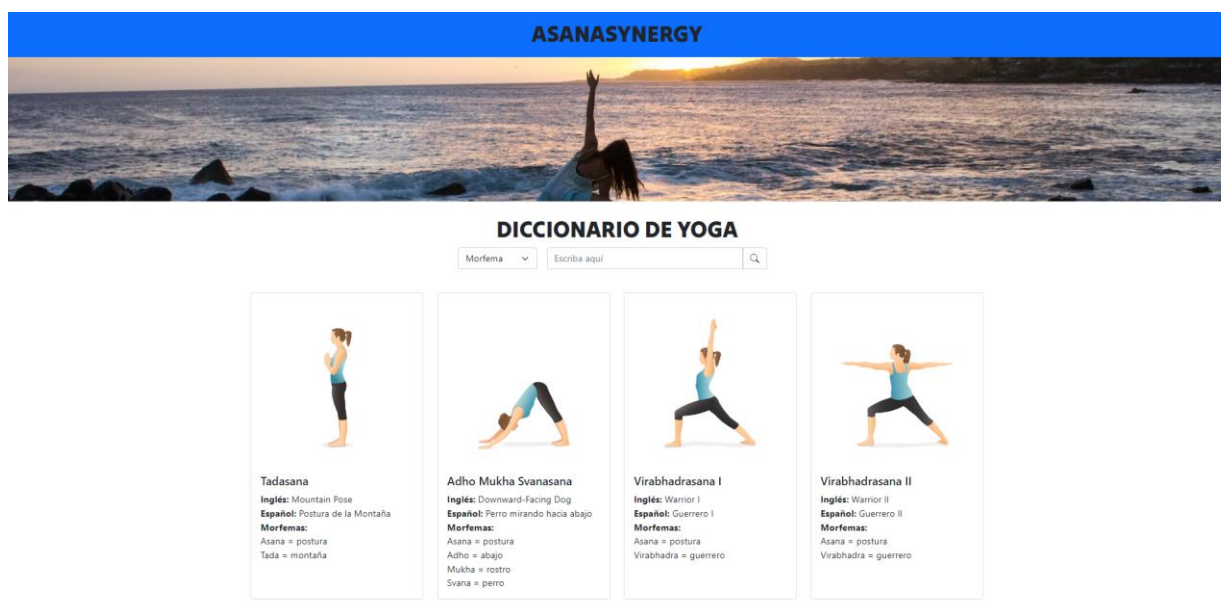 ASANASYNERGY
DICCIONARIO DE YOGA
Morfema
Escriba aquí
Tadasana
Inglés: Mountain Pose
Español: Postura de la Montaña
Morfemas:
Asana = postura
Tada = montaña
Adho Mukha Svanasana
Inglés: Downward-Facing Dog
Español: Perro mirando hacia abajo
Morfemas:
Asana = postura
Adho = abajo
Mukha = rostro
Svana = perro
Virabhadrasana I
Inglés: Warrior I
Español: Guerrero I
Morfemas:
Asana = postura
Virabhadra = guerrero
Virabhadrasana II
Inglés: Warrior II
Español: Guerrero II
Morfemas:
Asana = postura
Virabhadra = guerrero